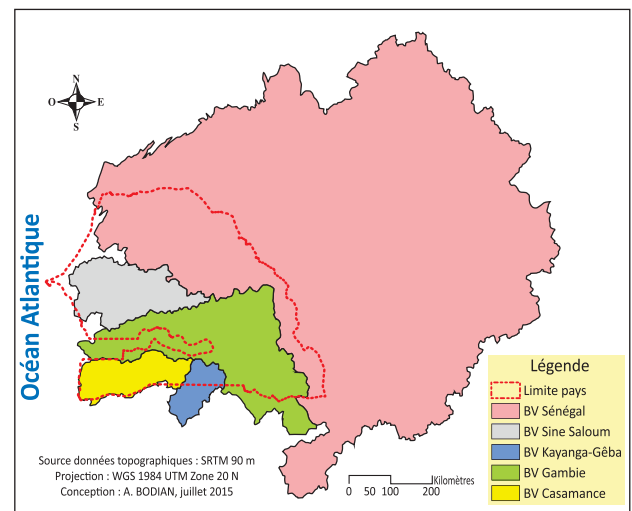 N
O
E
S
Océan Atlantique
Légende
Limite pays
BV Sénégal
BV Sine Saloum
BV Kayanga-Gêba
BV Gambie
BV Casamance
Source données topographiques : SRTM 90 m
Projection : WGS 1984 UTM Zone 20 N
Conception : A. BODIAN, juillet 2015
Kilomètres
0 50 100 200